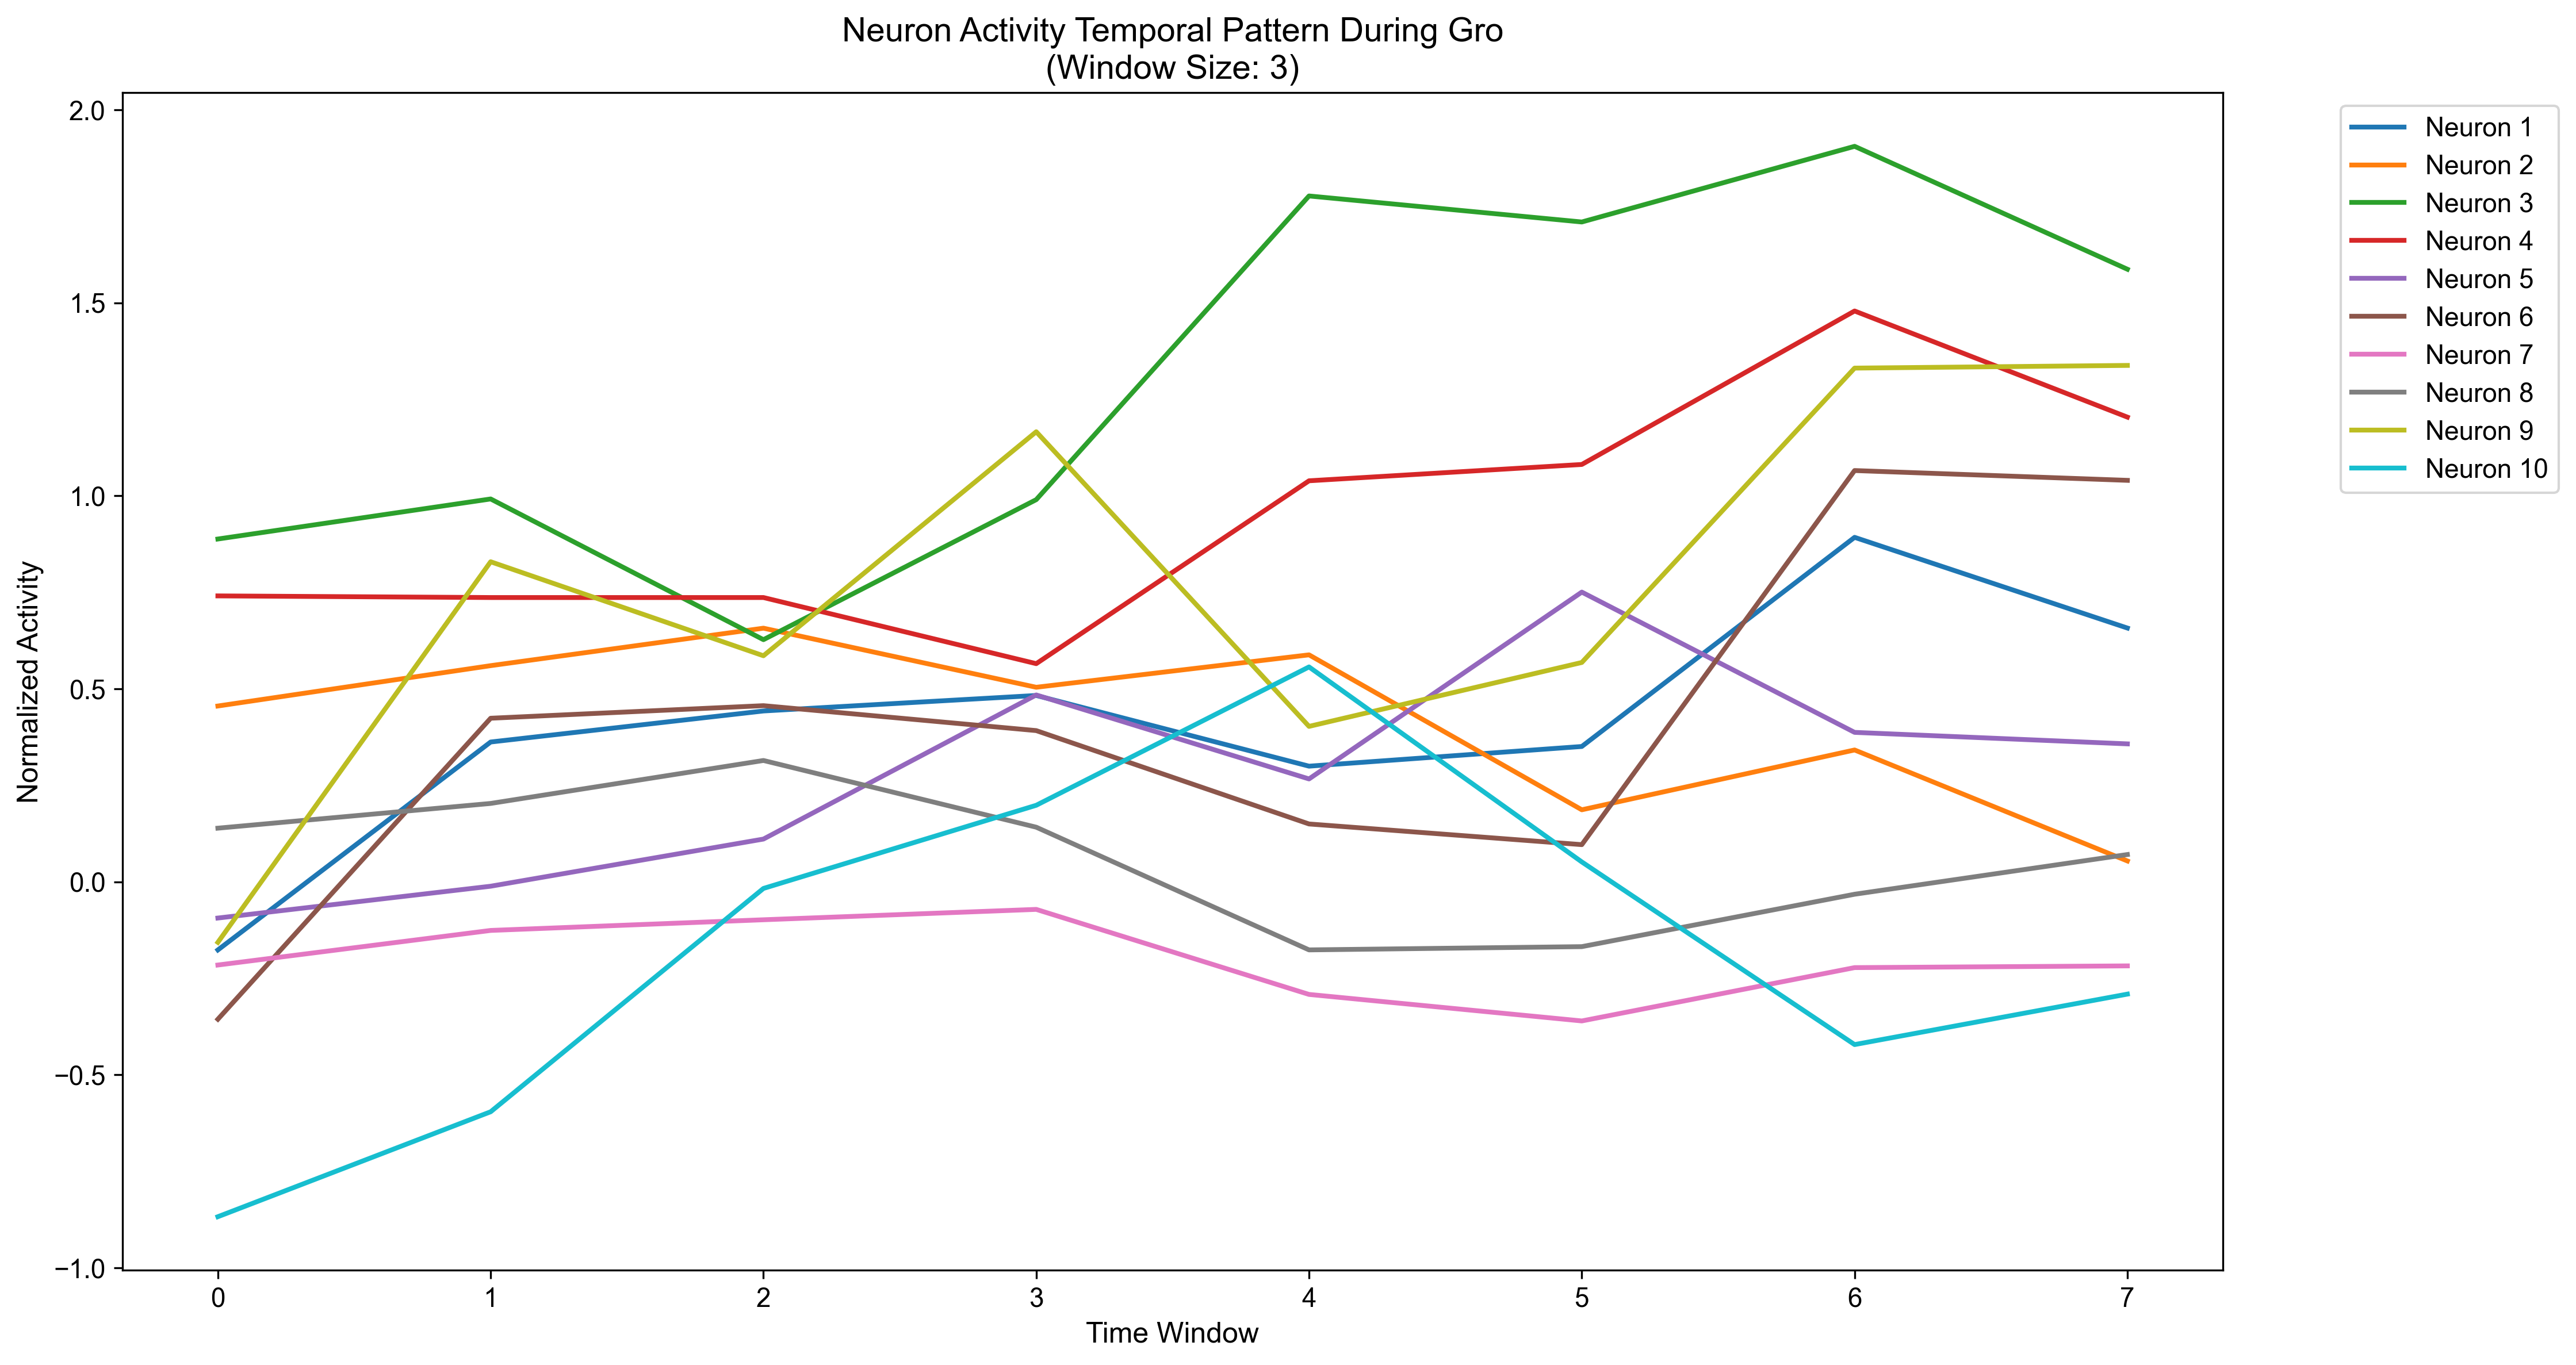 Neuron Activity Temporal Pattern During Gro
(Window Size: 3)
Normalized Activity
2.0
1.5
1.0
0.5
0.0
−0.5
−1.0
0 1 2 3 4 5 6 7
Time Window
Neuron 1
Neuron 2
Neuron 3
Neuron 4
Neuron 5
Neuron 6
Neuron 7
Neuron 8
Neuron 9
Neuron 10